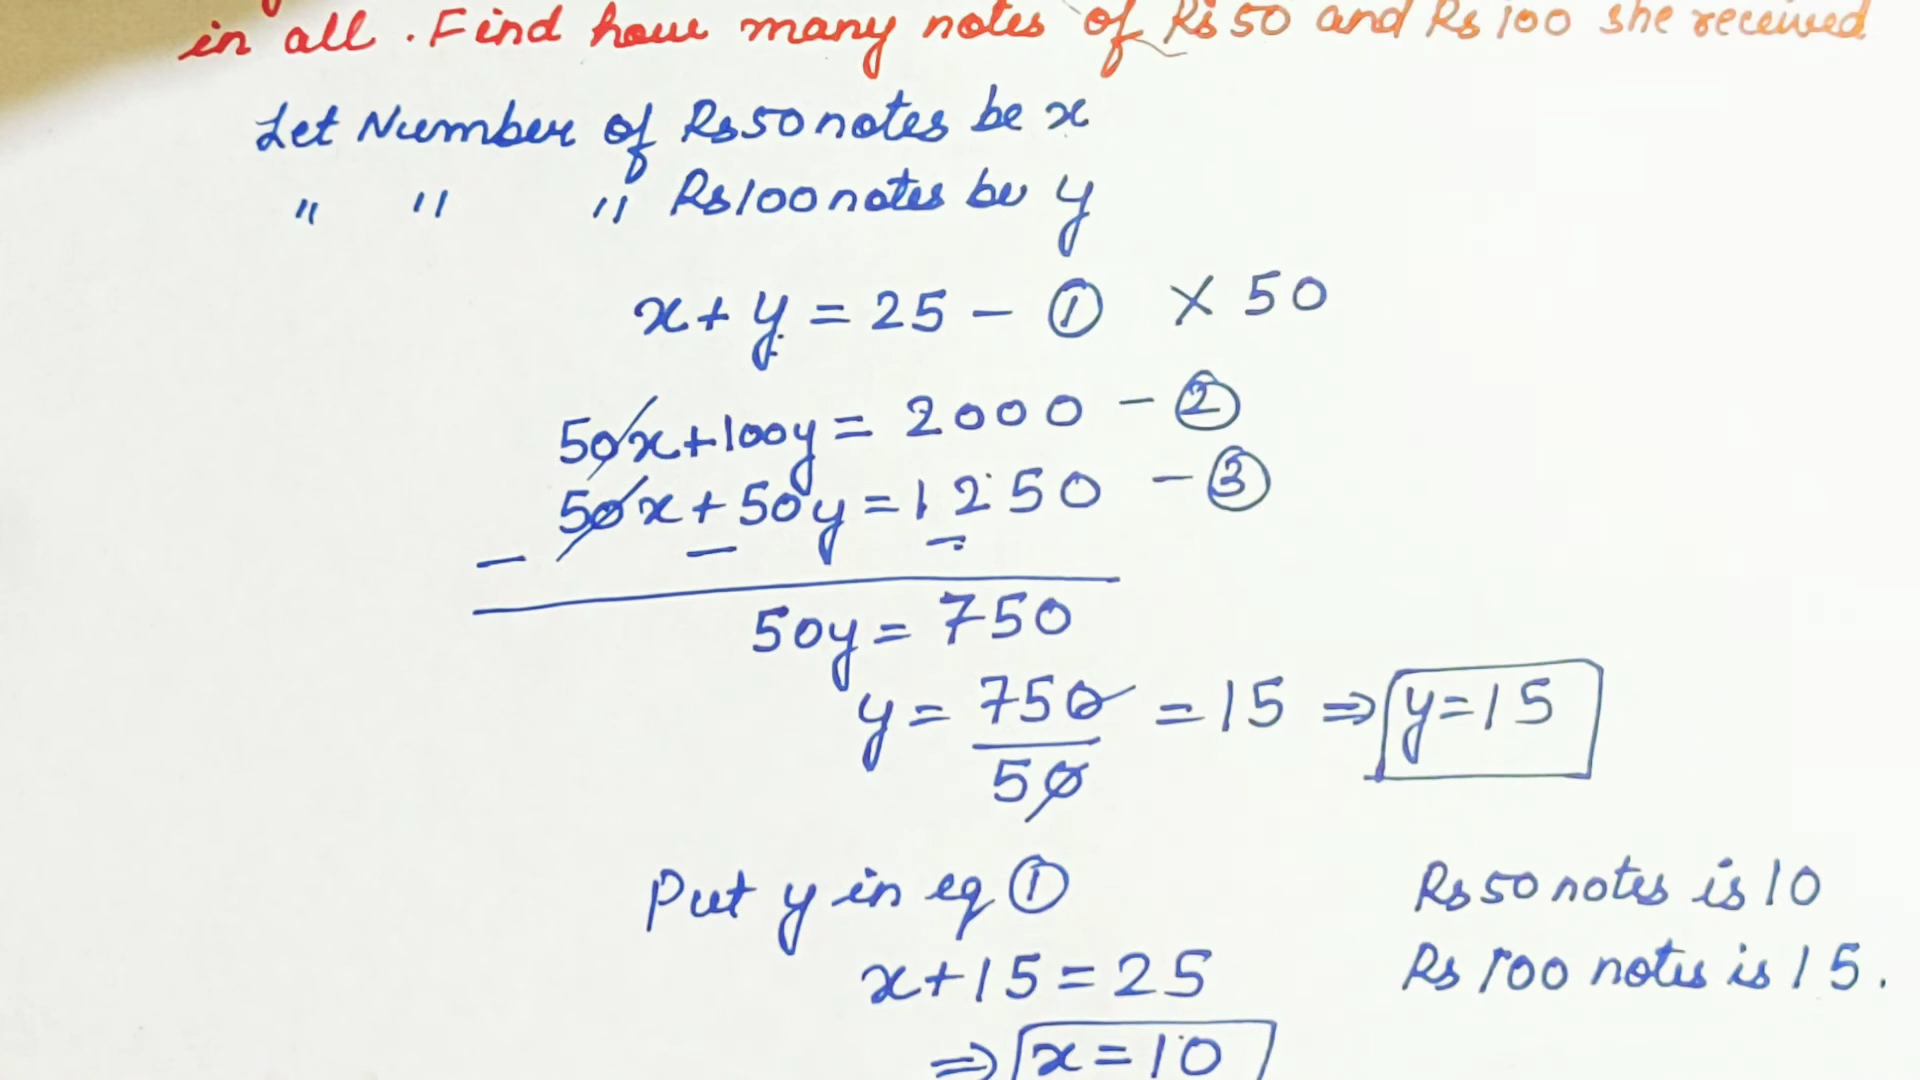 in all. Find how many notes of Rs 50 and Rs 100 she received
Let Number of Rs50 notes be x
" " " Rs100 notes be y
x + y = 25 - ① × 50
50x + 100y = 2000 - ②
50x + 50y = 1250 - ③
- - -
50y = 750
y = 750/50 = 15 ⇒ y = 15
Put y in eq ①
x + 15 = 25
⇒ x = 10
Rs 50 notes is 10
Rs 100 notes is 15.